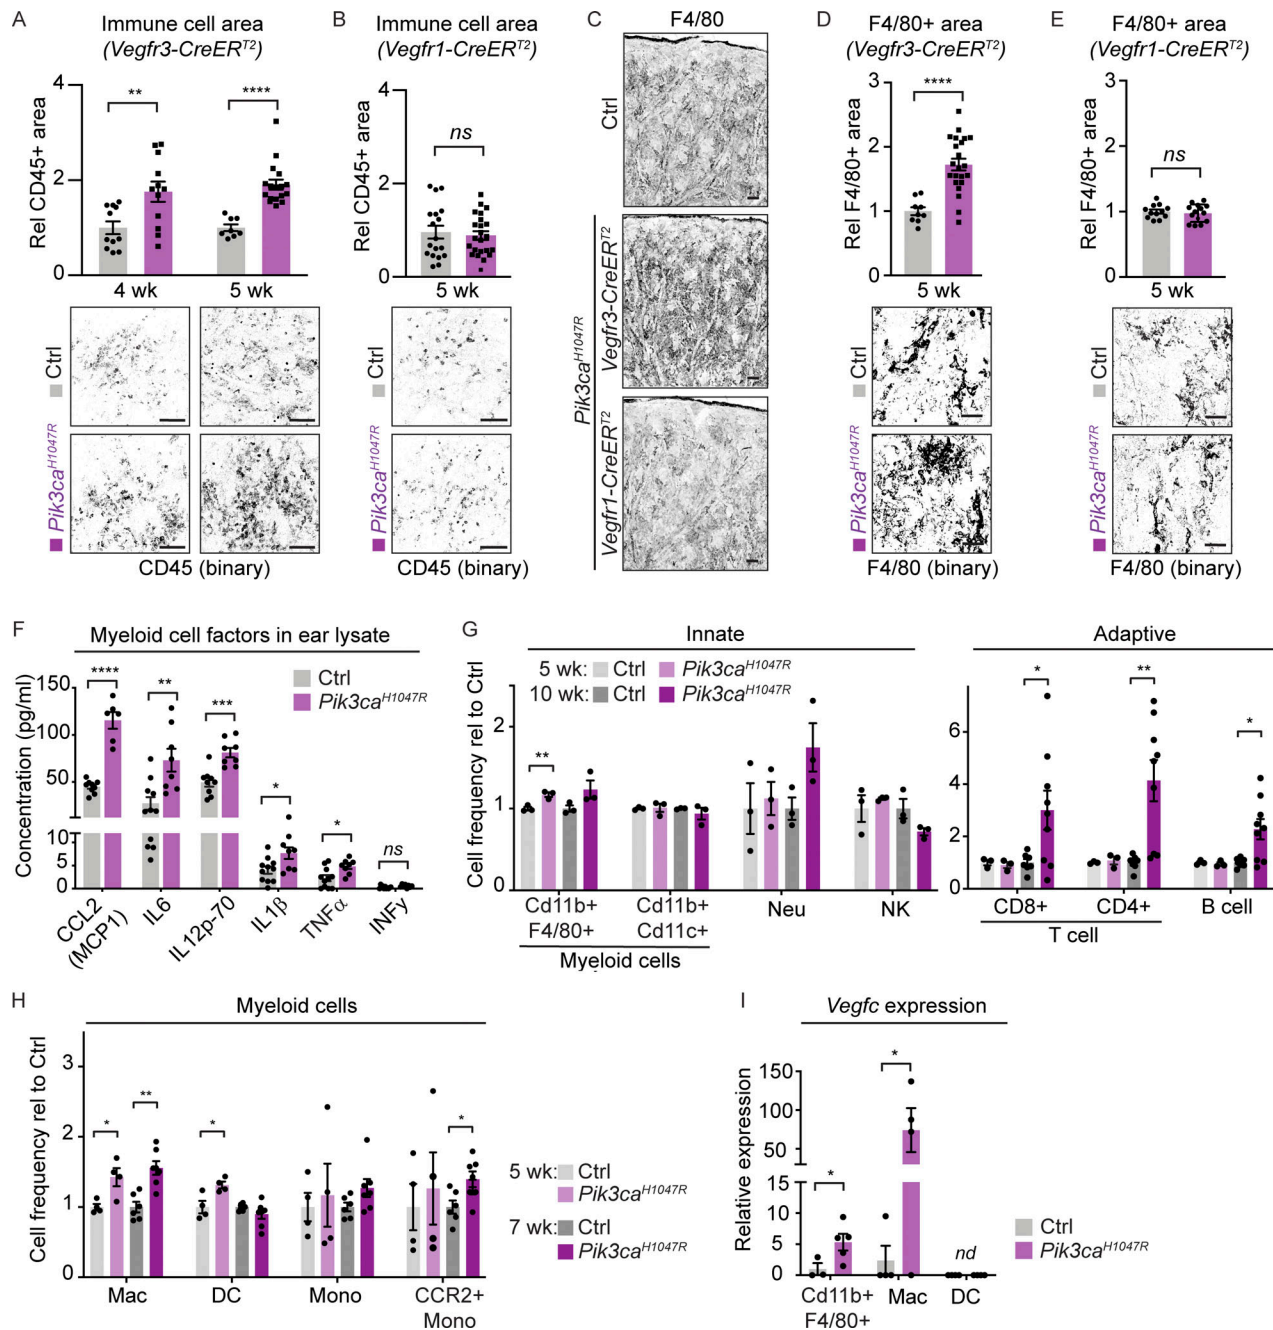 A
Immune cell area
(Vegfr3-CreERT2)
Rel CD45+ area
4
2
0
**
****
4 wk
5 wk
Ctrl
Pik3caH1047R
CD45 (binary)
B
Immune cell area
(Vegfr1-CreERT2)
Rel CD45+ area
4
2
0
ns
5 wk
Ctrl
Pik3caH1047R
CD45 (binary)
C
F4/80
Ctrl
Pik3caH1047R
Vegfr3-CreERT2
Vegfr1-CreERT2
D
F4/80+ area
(Vegfr3-CreERT2)
Rel F4/80+ area
3
2
1
0
****
5 wk
Ctrl
Pik3caH1047R
F4/80 (binary)
E
F4/80+ area
(Vegfr1-CreERT2)
Rel F4/80+ area
3
2
1
0
ns
5 wk
Ctrl
Pik3caH1047R
F4/80 (binary)
F
Myeloid cell factors in ear lysate
Concentration (pg/ml)
150
100
50
10
5
0
****
**
***
*
*
ns
Ctrl
Pik3caH1047R
CCL2
(MCP1)
IL6
IL12p-70
IL1β
TNFα
INFy
G
Innate
Cell frequency rel to Ctrl
5 wk: Ctrl Pik3caH1047R
10 wk: Ctrl Pik3caH1047R
4
2
0
**
Cd11b+
F4/80+
Cd11b+
Cd11c+
Neu
NK
Myeloid cells
Adaptive
6
4
2
0
*
**
*
CD8+
CD4+
B cell
T cell
H
Myeloid cells
Cell frequency rel to Ctrl
3
2
1
0
*
**
*
*
Mac
DC
Mono
CCR2+
Mono
5 wk: Ctrl
Pik3caH1047R
7 wk: Ctrl
Pik3caH1047R
I
Vegfc expression
Relative expression
150
100
50
15
10
5
0
*
*
nd
Cd11b+
F4/80+
Mac
DC
Ctrl
Pik3caH1047R